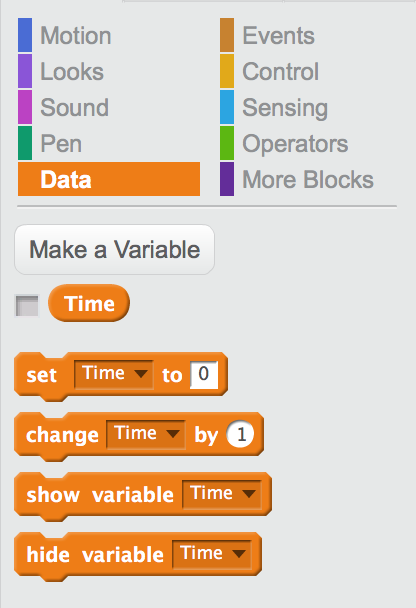 Motion
Looks
Sound
Pen
Data
Events
Control
Sensing
Operators
More Blocks
Make a Variable
Time
set Time to 0
change Time by 1
show variable Time
hide variable Time